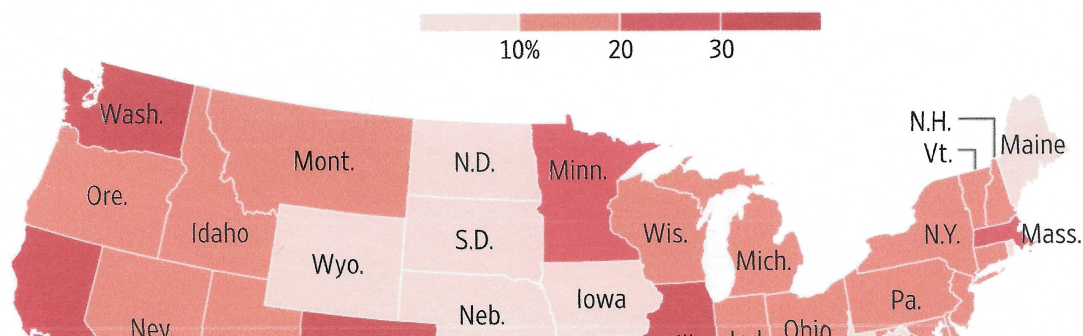 10% 20 30
Wash.
N.H.
Maine
Vt.
Mont.
N.D.
Minn.
Ore.
Idaho
S.D.
Wis.
N.Y.
Mass.
Wyo.
Mich.
Neb.
Iowa
Pa.
Nev
Ohio